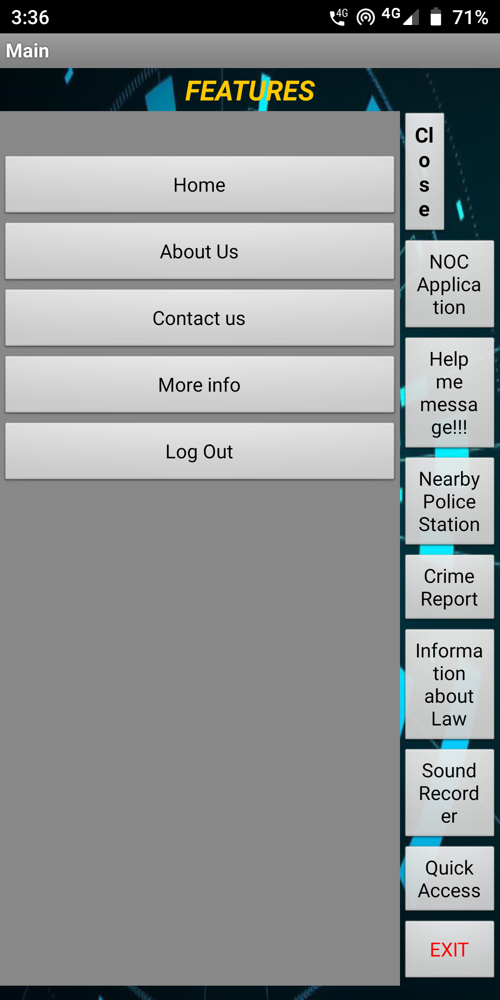 3:36 4G 4G 71%
Main
FEATURES
Home
About Us
Contact us
More info
Log Out
Cl
o
s
e
NOC
Applica
tion
Help
me
messa
ge!!!
Nearby
Police
Station
Crime
Report
Informa
tion
about
Law
Sound
Record
er
Quick
Access
EXIT